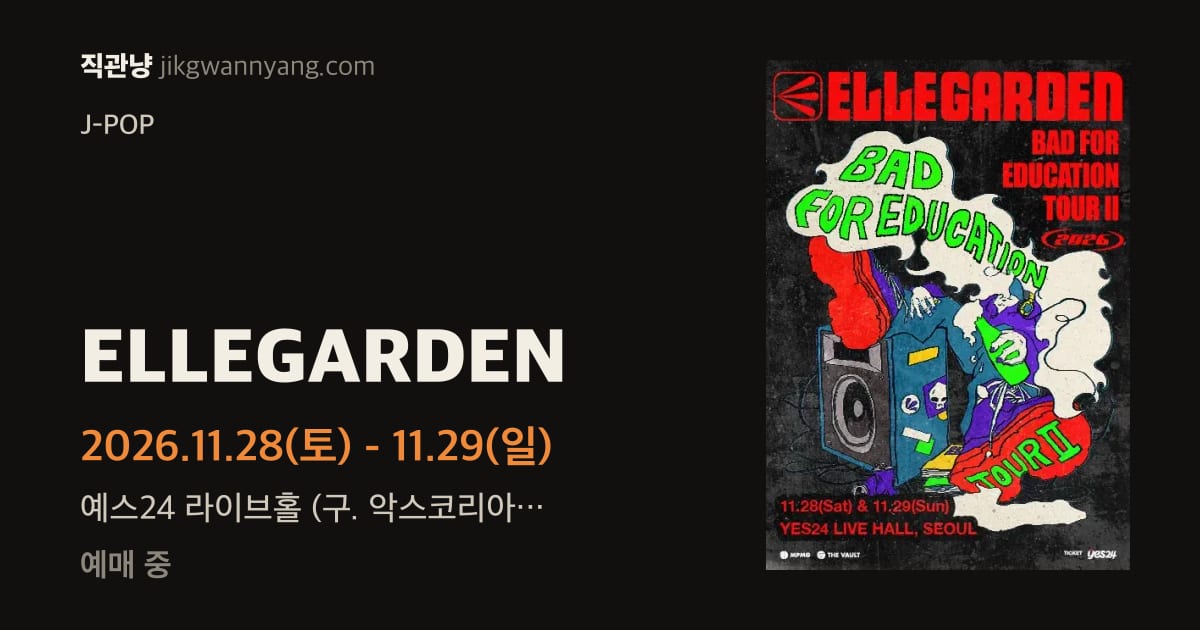 직관냥 jikgwannyang.com
J-POP
ELLEGARDEN
2026.11.28(토) - 11.29(일)
예스24 라이브홀 (구. 악스코리아…
예매 중
ELLEGARDEN
BAD FOR
EDUCATION
TOUR II
2026
BAD
FOR EDUCATION
TOUR II
11.28(Sat) & 11.29(Sun)
YES24 LIVE HALL, SEOUL
MPMG THE VAULT
TICKET yes24